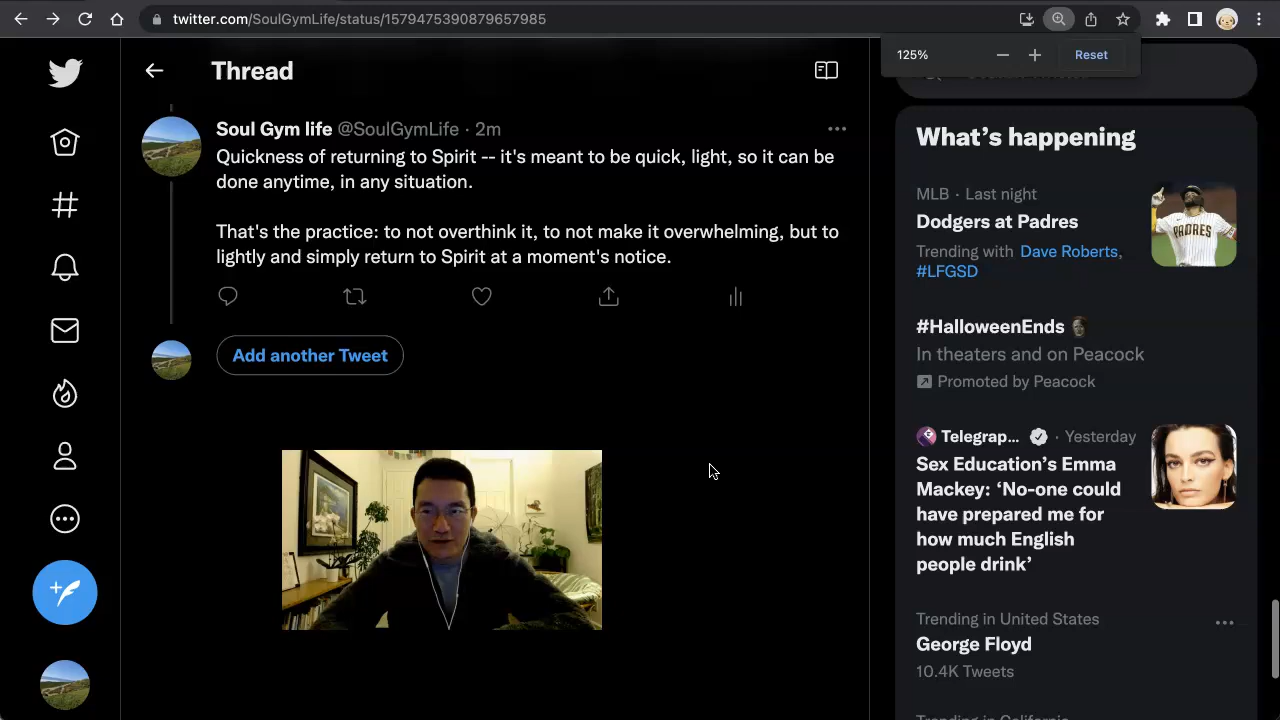 twitter.com/SoulGymLife/status/1579475390879657985
125%
Reset
Thread
Soul Gym life @SoulGymLife · 2m
Quickness of returning to Spirit -- it's meant to be quick, light, so it can be
done anytime, in any situation.
That's the practice: to not overthink it, to not make it overwhelming, but to
lightly and simply return to Spirit at a moment's notice.
Add another Tweet
What's happening
MLB · Last night
Dodgers at Padres
Trending with Dave Roberts,
#LFGSD
PADRES
#HalloweenEnds
In theaters and on Peacock
Promoted by Peacock
Telegrap... · Yesterday
Sex Education's Emma
Mackey: 'No-one could
have prepared me for
how much English
people drink'
Trending in United States
George Floyd
10.4K Tweets
Trending in California